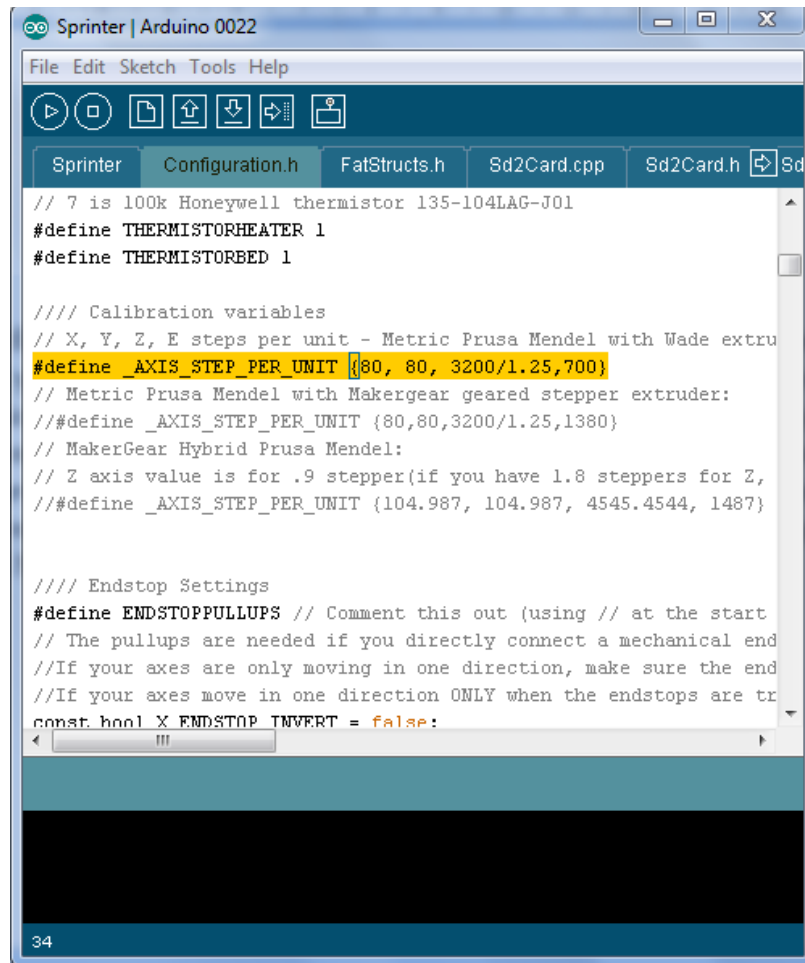 Sprinter | Arduino 0022
File Edit Sketch Tools Help
Sprinter Configuration.h FatStructs.h Sd2Card.cpp Sd2Card.h Sd
// 7 is 100k Honeywell thermistor 135-104LAG-J01
#define THERMISTORHEATER 1
#define THERMISTORBED 1
//// Calibration variables
// X, Y, Z, E steps per unit - Metric Prusa Mendel with Wade extru
#define _AXIS_STEP_PER_UNIT {80, 80, 3200/1.25,700}
// Metric Prusa Mendel with Makergear geared stepper extruder:
//#define _AXIS_STEP_PER_UNIT {80,80,3200/1.25,1380}
// MakerGear Hybrid Prusa Mendel:
// Z axis value is for .9 stepper(if you have 1.8 steppers for Z,
//#define _AXIS_STEP_PER_UNIT {104.987, 104.987, 4545.4544, 1487}
//// Endstop Settings
#define ENDSTOPPULLUPS // Comment this out (using // at the start
// The pullups are needed if you directly connect a mechanical end
//If your axes are only moving in one direction, make sure the end
//If your axes move in one direction ONLY when the endstops are tr
const bool X_ENDSTOP_INVERT = false;
34